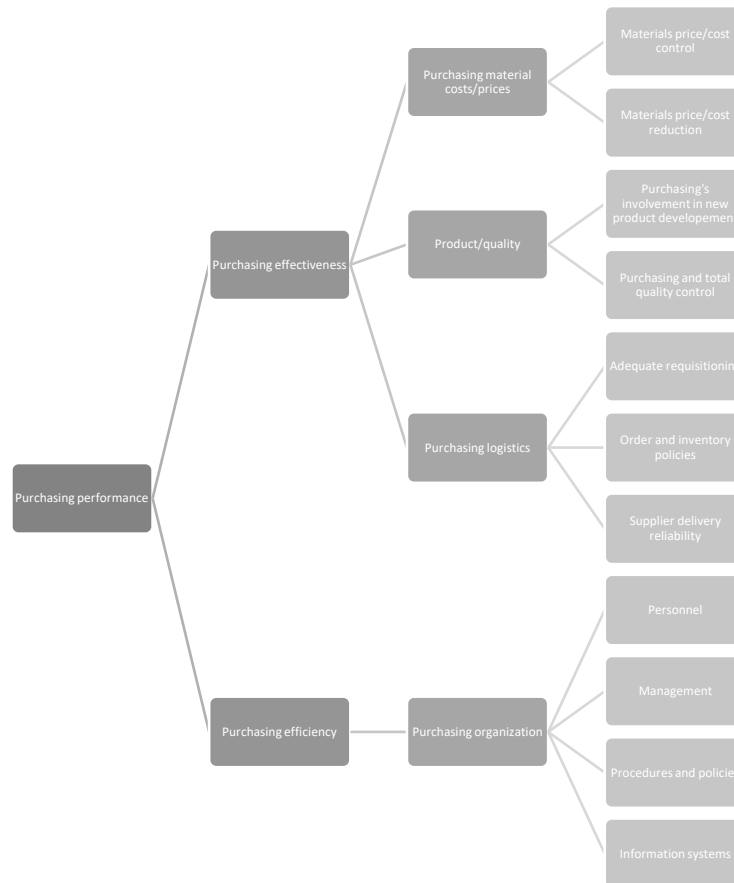 Materials price/cost
control
Purchasing material
costs/prices
Materials price/cost
reduction
Purchasing's
involvement in new
product developemen
Purchasing effectiveness
Product/quality
Purchasing and total
quality control
Adequate requisitionin
Purchasing logistics
Order and inventory
policies
Purchasing performance
Supplier delivery
reliability
Personnel
Management
Purchasing efficiency
Purchasing organization
Procedures and policie
Information systems